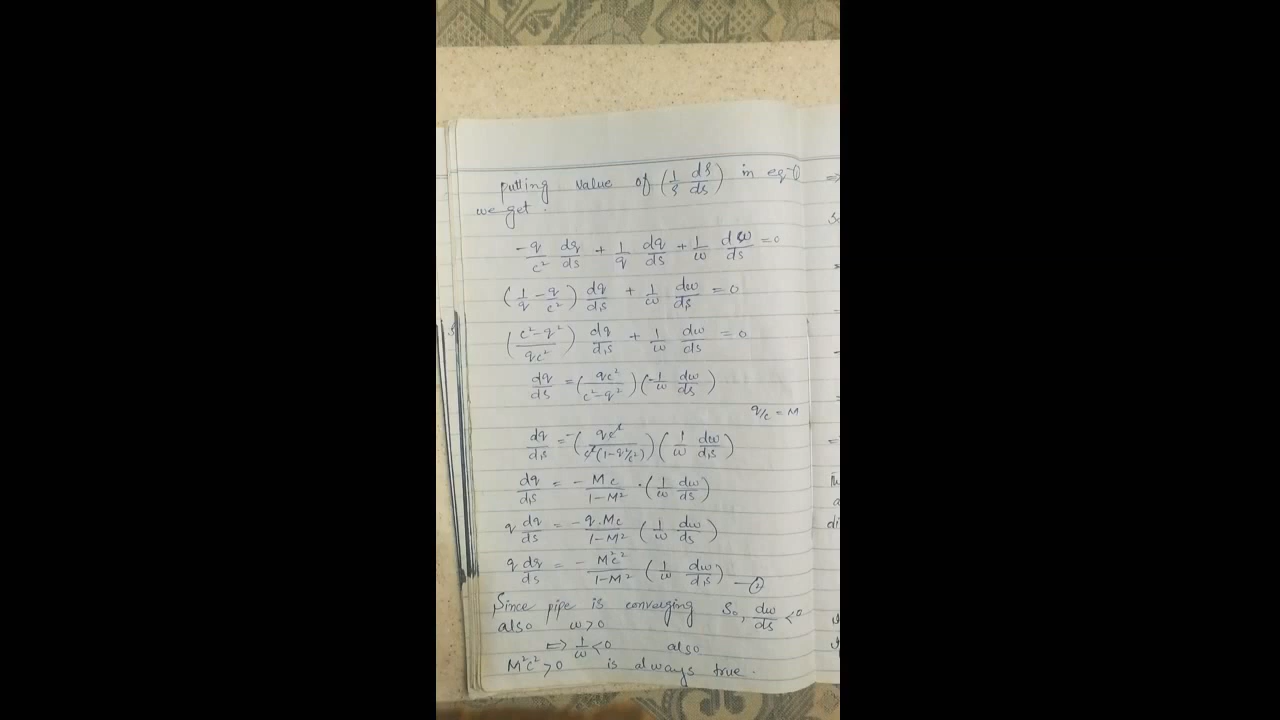 putting value of (1/ρ dρ/ds) in eq-①
we get.
-q/c² dq/ds + 1/q dq/ds + 1/ω dω/ds = 0
(1/q - q/c²) dq/ds + 1/ω dω/ds = 0
(c²-q²/qc²) dq/ds + 1/ω dω/ds = 0
dq/ds = (qc²/c²-q²)(-1/ω dω/ds)
q/c = M
dq/ds = -(qc²/c²(1-q²/c²))(1/ω dω/ds)
dq/ds = - Mc/1-M² · (1/ω dω/ds)
q dq/ds = - q.Mc/1-M² (1/ω dω/ds)
q dq/ds = - M²c²/1-M² (1/ω dω/ds) —②
Since pipe is converging So, dω/ds < 0
also ω>0
⇒ 1/ω < 0 also
M²c²>0 is always true.